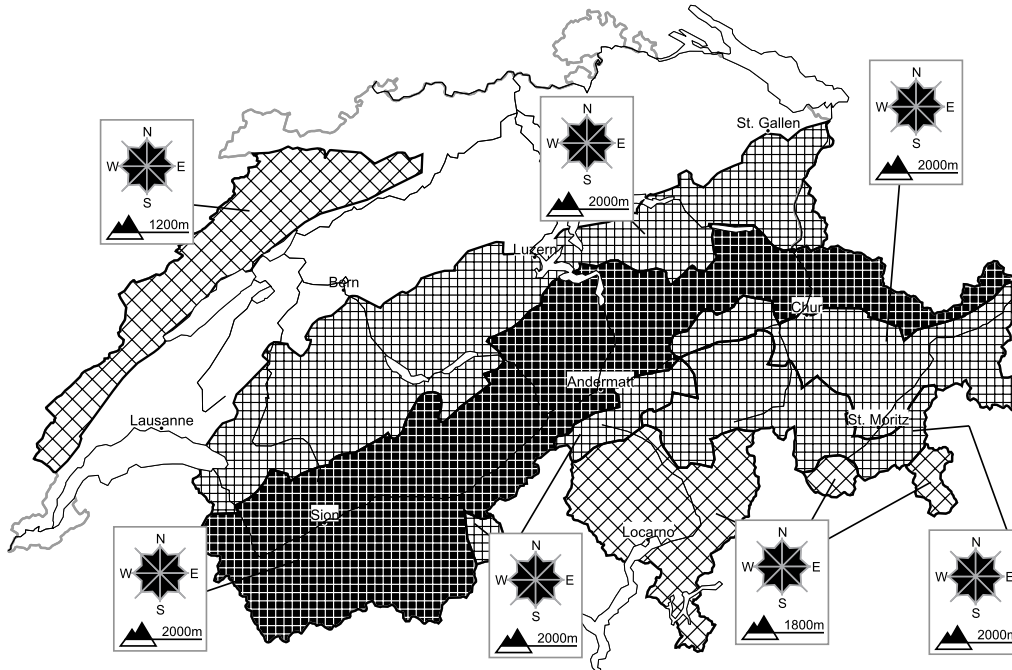 N
W E
S
2000m
N
W E
S
2000m
St. Gallen
N
W E
S
1200m
Luzern
Bern
Chur
Andermatt
Lausanne
St. Moritz
Sion
Locarno
N
W E
S
2000m
N
W E
S
2000m
N
W E
S
1800m
N
W E
S
2000m